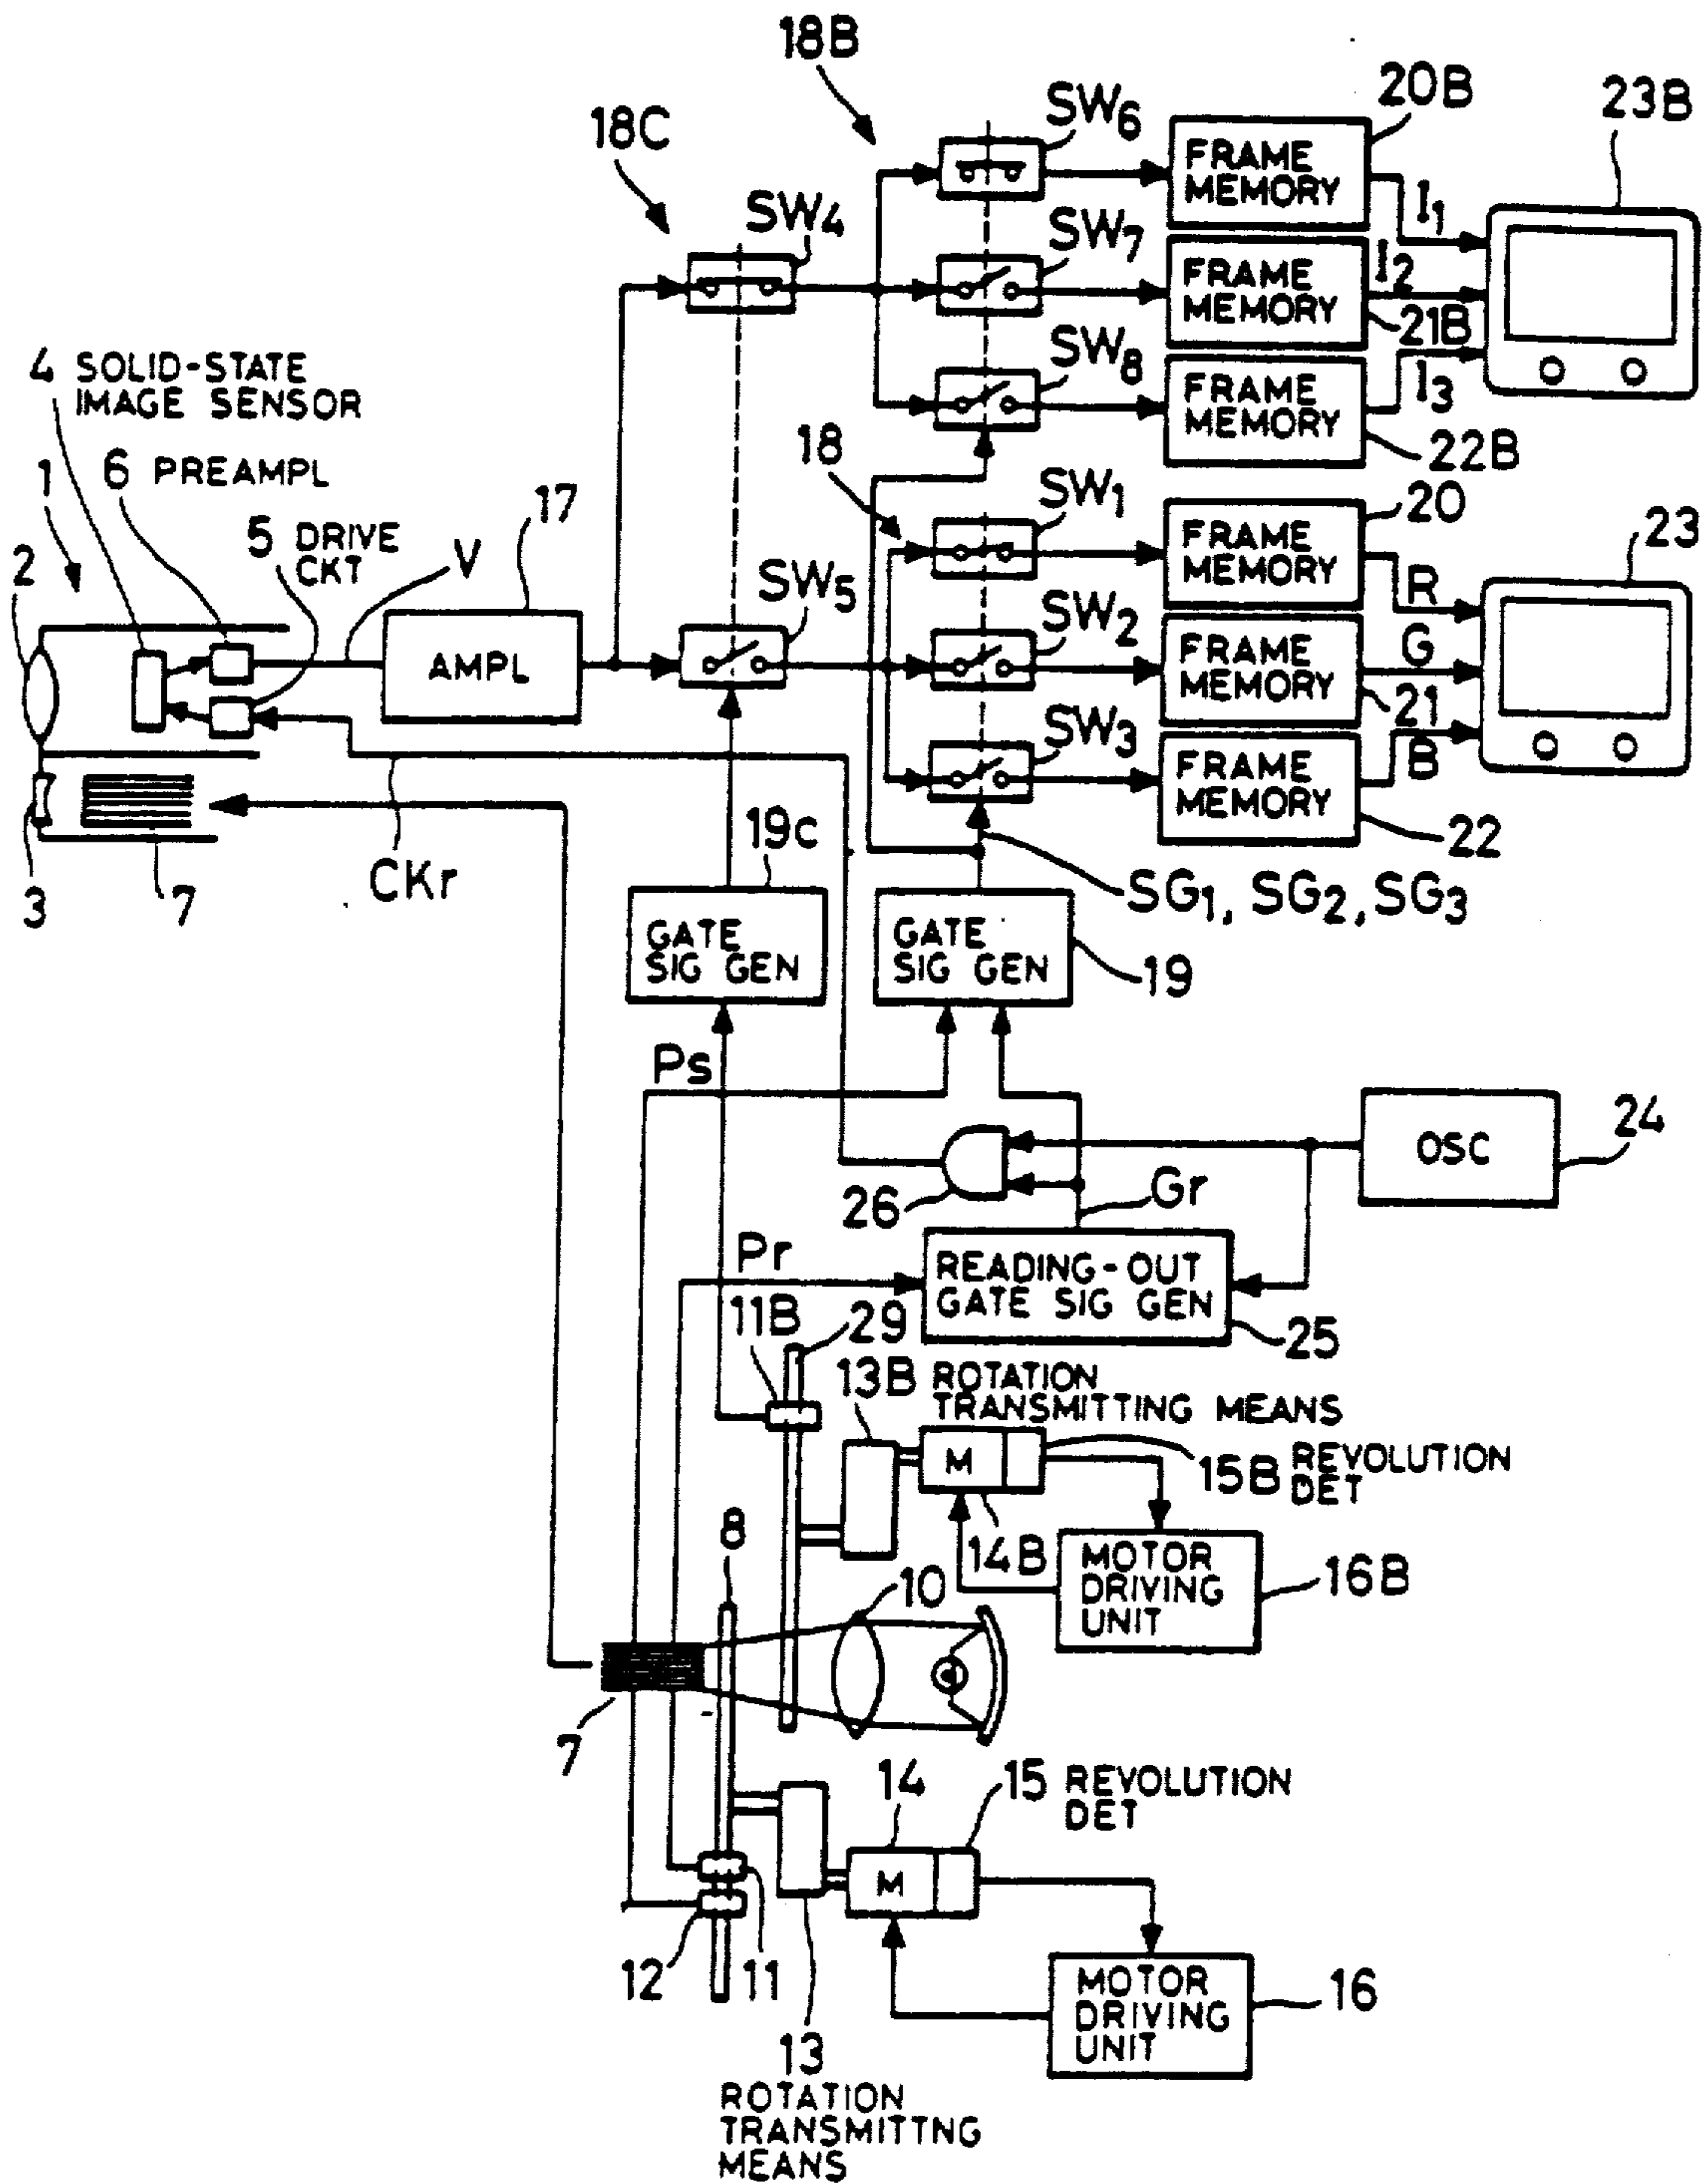 18B
20B
23B
18C
SW6
FRAME
MEMORY
I1
SW4
SW7
FRAME
MEMORY
I2
21B
4 SOLID-STATE
IMAGE SENSOR
SW8
FRAME
MEMORY
I3
22B
1
6 PREAMPL
18
SW1
20
17
5 DRIVE
CKT
V
FRAME
MEMORY
R
23
2
SW5
SW2
AMPL
FRAME
MEMORY
G
21
SW3
FRAME
MEMORY
B
22
3
7
CKr
19c
SG1, SG2, SG3
GATE
SIG GEN
GATE
SIG GEN
19
Ps
OSC
24
26
Gr
Pr
READING-OUT
GATE SIG GEN
25
11B
29
13B ROTATION
TRANSMITTING MEANS
M
15B REVOLUTION
DET
8
14B
MOTOR
DRIVING
UNIT
16B
10
7
14
15 REVOLUTION
DET
M
12
11
MOTOR
DRIVING
UNIT
16
13
ROTATION
TRANSMITTNG
MEANS